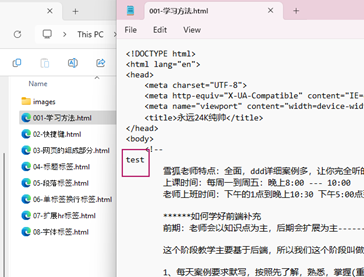 This PC
Name
images
001-学习方法.html
02-快捷键.html
03-网页的组成部分.html
04-标题标签.html
05-段落标签.html
06-单标签换行标签.html
07-扩展hr标签.html
08-字体标签.html
001-学习方法.html
File
Edit
View
<!DOCTYPE html>
<html lang="en">
<head>
<meta charset="UTF-8">
<meta http-equiv="X-UA-Compatible" content="IE=
<meta name="viewport" content="width=device-wid
<title>永远24K纯帅</title>
</head>
<body>
<!--
test
雪狐老师特点：全面，ddd详细案例多，让你完全听
上课时间：每周一到周五：晚上8:00 --- 10:00
老师上班时间：下午的1点到晚上10:30 下午5:00点
******如何学好前端补充
前期：老师会以知识点为主，后期会扩展为主------
这个阶段教学主要基于后端，所以我们这个阶段叫做
1、每天案例要求默写，按照先了解，熟悉，掌握(重